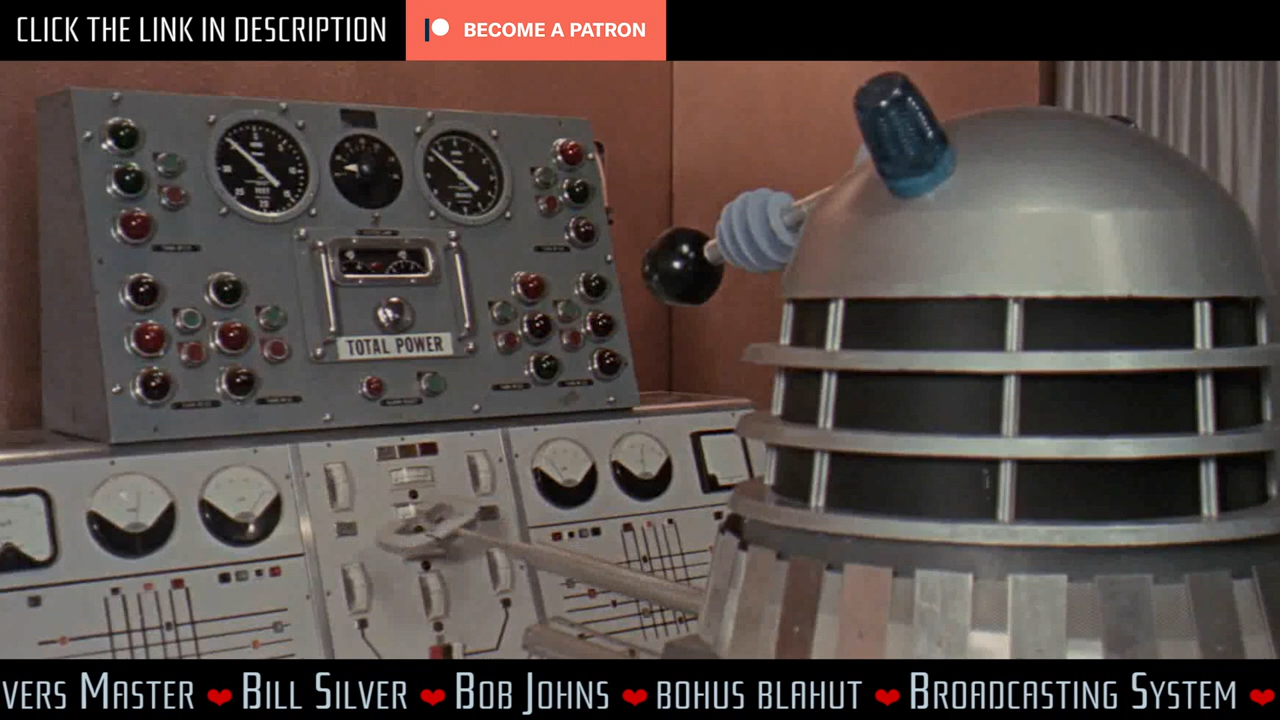 CLICK THE LINK IN DESCRIPTION BECOME A PATRON
TOTAL POWER
VERS MASTER ❤ BILL SILVER ❤ BOB JOHNS ❤ BOHUS BLAHUT ❤ BROADCASTING SYSTEM ❤